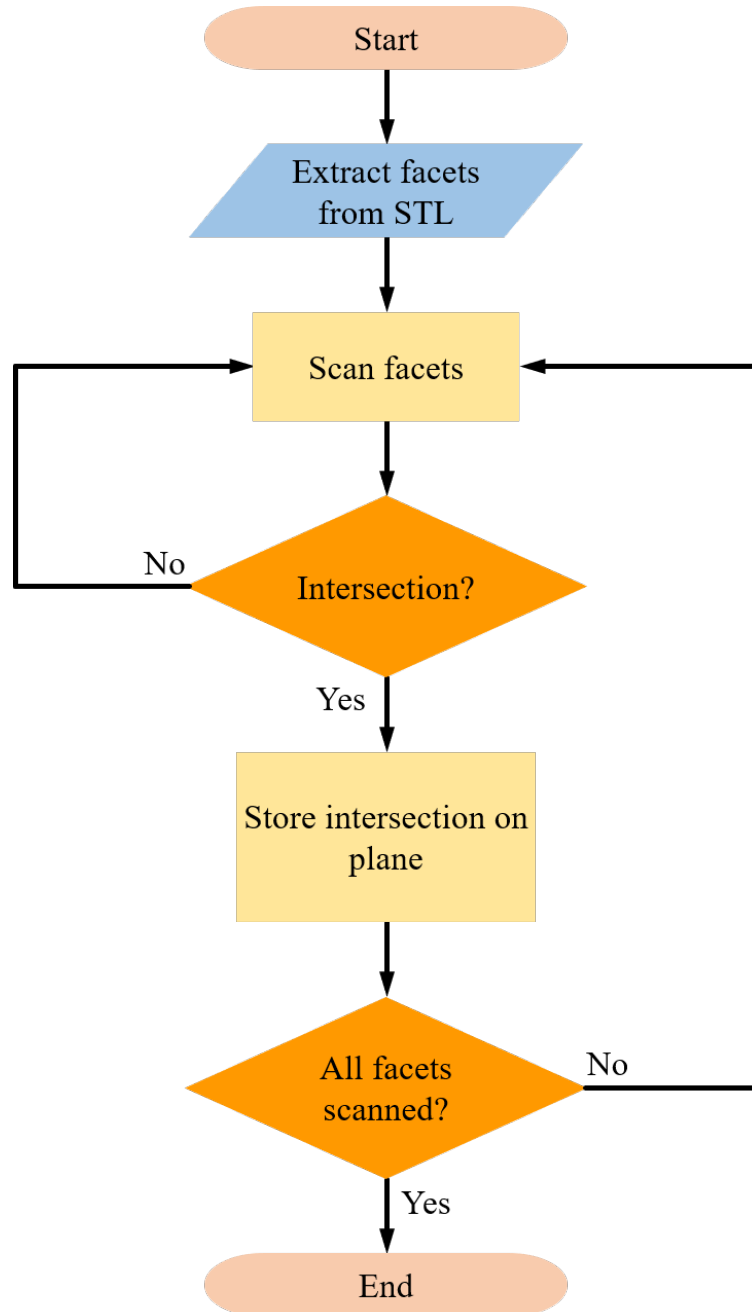 Start
Extract facets
from STL
Scan facets
No
Intersection?
Yes
Store intersection on
plane
No
All facets
scanned?
Yes
End